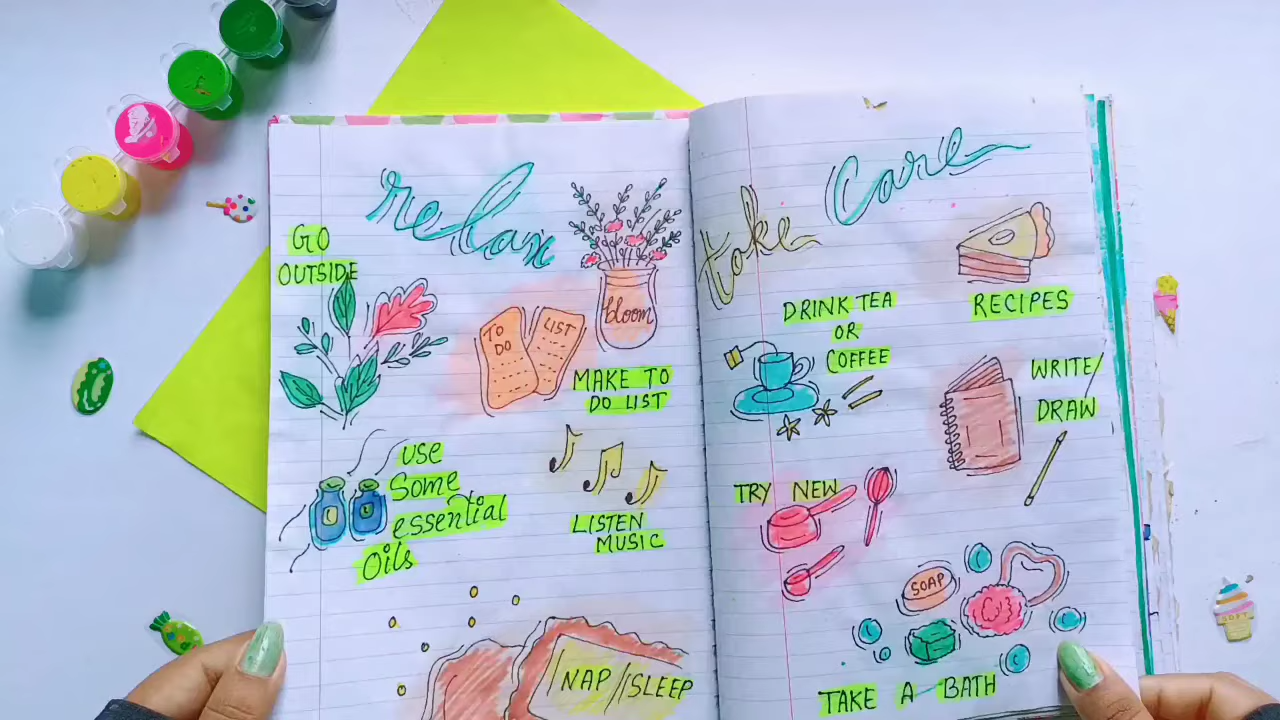 relax
GO
OUTSIDE
bloom
TO
DO
LIST
MAKE TO
DO LIST
USE
Some
essential
Oils
LISTEN
MUSIC
NAP/SLEEP
take Care
RECIPES
DRINK TEA
OR
COFFEE
WRITE/
DRAW
TRY NEW
SOAP
TAKE A BATH